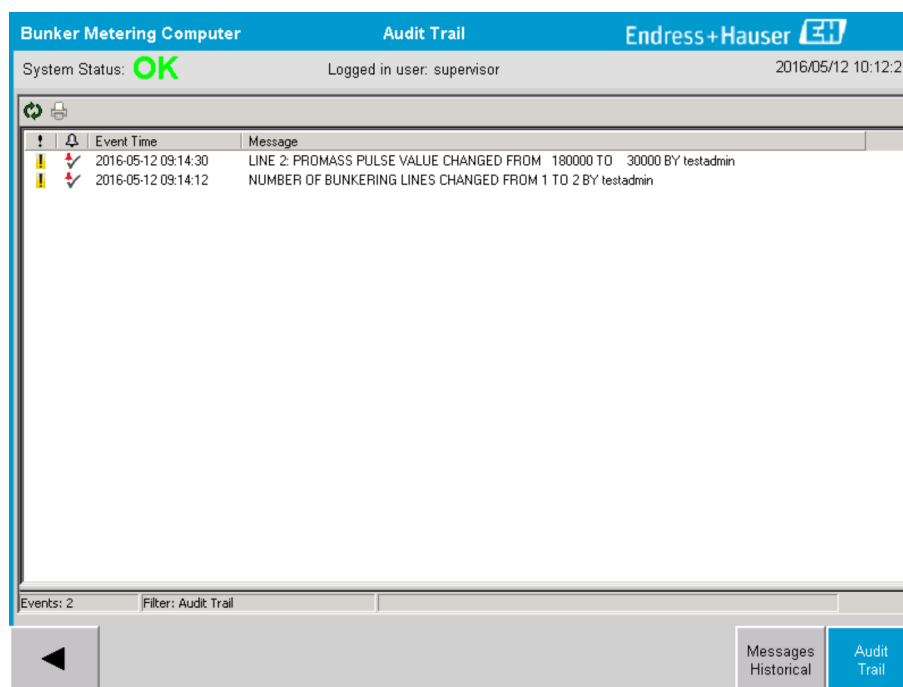 Bunker Metering Computer Audit Trail Endress+Hauser EH
System Status: OK Logged in user: supervisor 2016/05/12 10:12:2
! Event Time Message
! 2016-05-12 09:14:30 LINE 2: PROMASS PULSE VALUE CHANGED FROM 180000 TO 30000 BY testadmin
! 2016-05-12 09:14:12 NUMBER OF BUNKERING LINES CHANGED FROM 1 TO 2 BY testadmin
Events: 2 Filter: Audit Trail
Messages Audit
Historical Trail